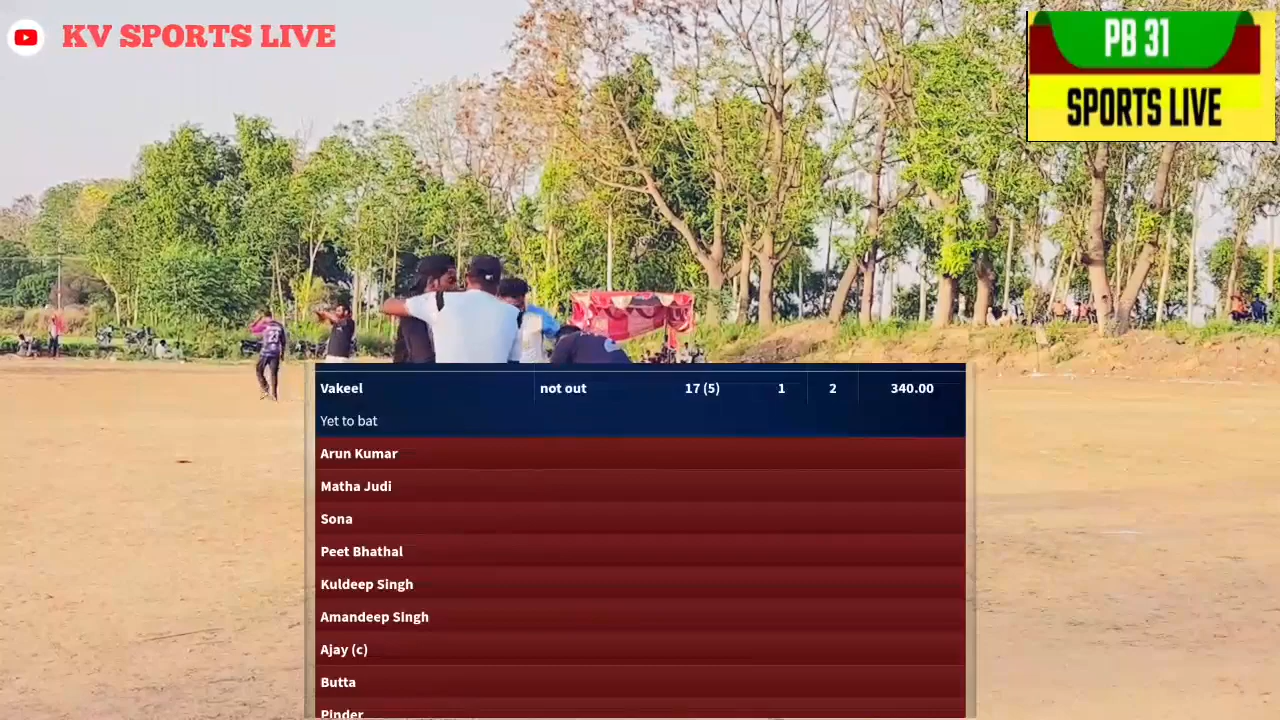 KV SPORTS LIVE
PB 31
SPORTS LIVE
Vakeel not out 17 (5) 1 2 340.00
Yet to bat
Arun Kumar
Matha Judi
Sona
Peet Bhathal
Kuldeep Singh
Amandeep Singh
Ajay (c)
Butta
Pinder